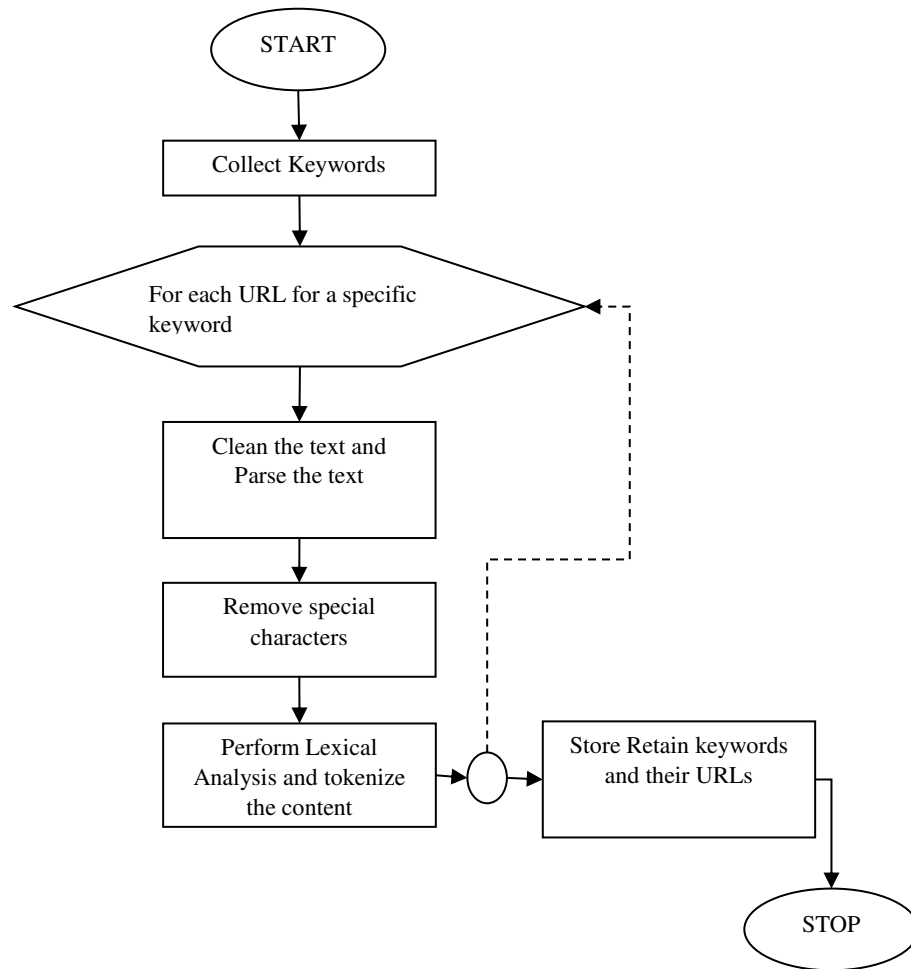 START
Collect Keywords
For each URL for a specific
keyword
Clean the text and
Parse the text
Remove special
characters
Perform Lexical
Analysis and tokenize
the content
Store Retain keywords
and their URLs
STOP